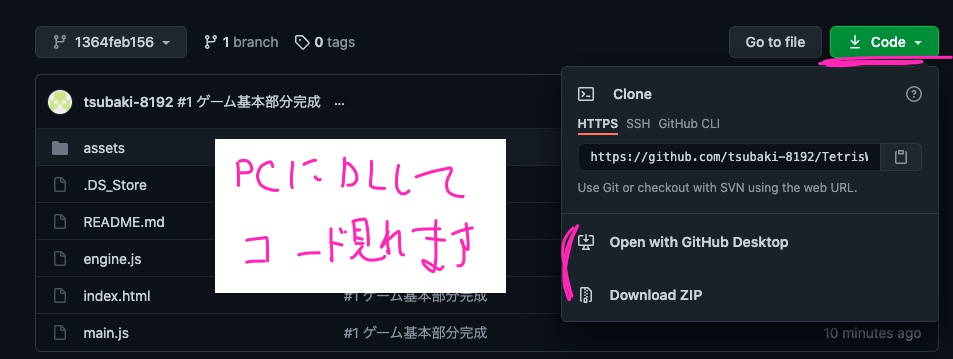 1364feb156
1 branch
0 tags
Go to file
Code
tsubaki-8192 #1 ゲーム基本部分完成 ...
Clone
HTTPS SSH GitHub CLI
https://github.com/tsubaki-8192/Tetris
Use Git or checkout with SVN using the web URL.
Open with GitHub Desktop
Download ZIP
assets
.DS_Store
README.md
engine.js
index.html #1 ゲーム基本部分完成
main.js #1 ゲーム基本部分完成 10 minutes ago
PCにDLして
コード見れます